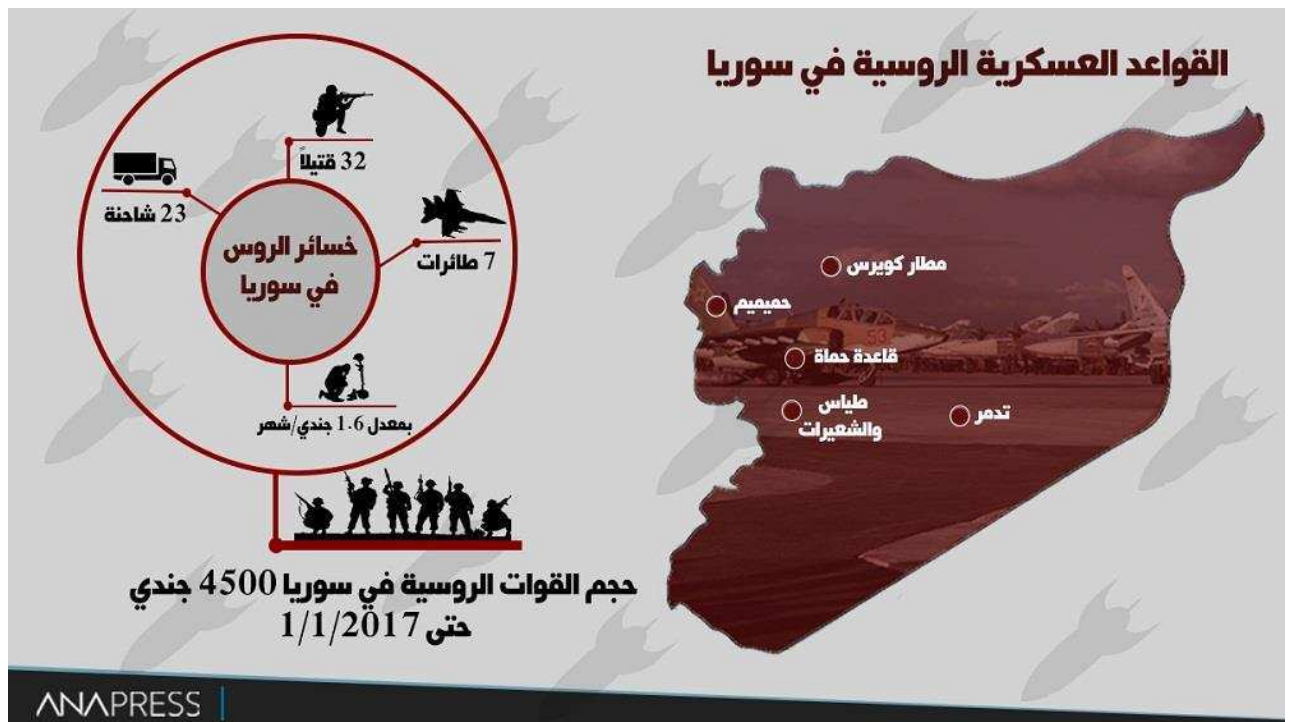 القواعد العسكرية الروسية في سوريا
مطار كويرس
حميميم
قاعدة حماة
طياس
والشعيرات
تدمر
32 قتيلاً
23 شاحنة
7 طائرات
خسائر الروس
في سوريا
بمعدل 1.6 جندي/شهر
حجم القوات الروسية في سوريا 4500 جندي
حتى 1/1/2017
ANAPRESS
53